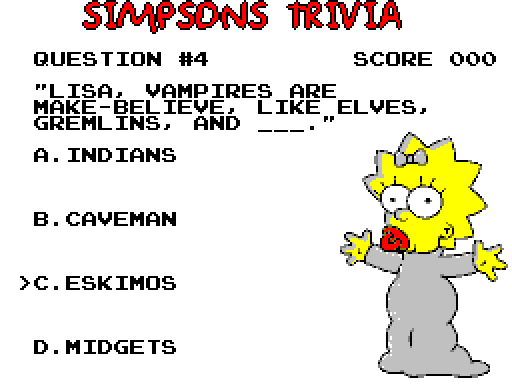 SIMPSONS TRIVIA
QUESTION #4 SCORE 000
"LISA, VAMPIRES ARE
MAKE-BELIEVE, LIKE ELVES,
GREMLINS, AND ___."
A.INDIANS
B.CAVEMAN
>C.ESKIMOS
D.MIDGETS